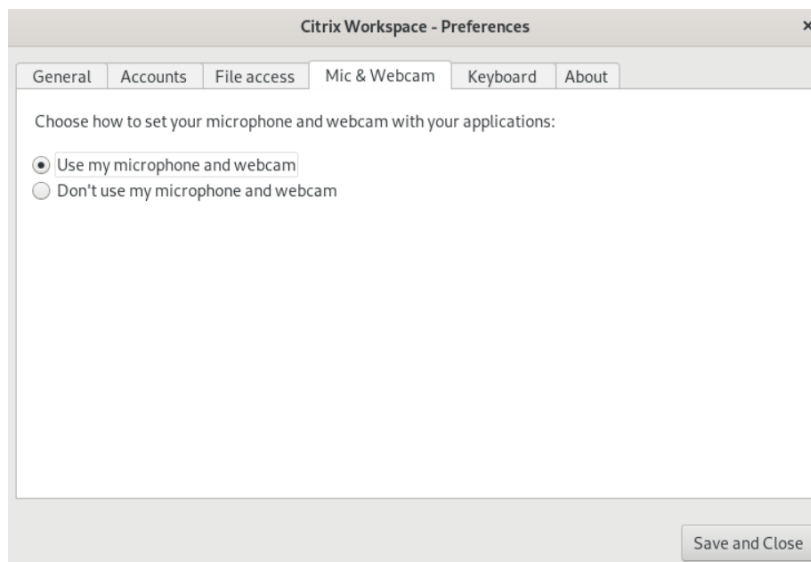 Citrix Workspace - Preferences
General Accounts File access Mic & Webcam Keyboard About
Choose how to set your microphone and webcam with your applications:
Use my microphone and webcam
Don't use my microphone and webcam
Save and Close